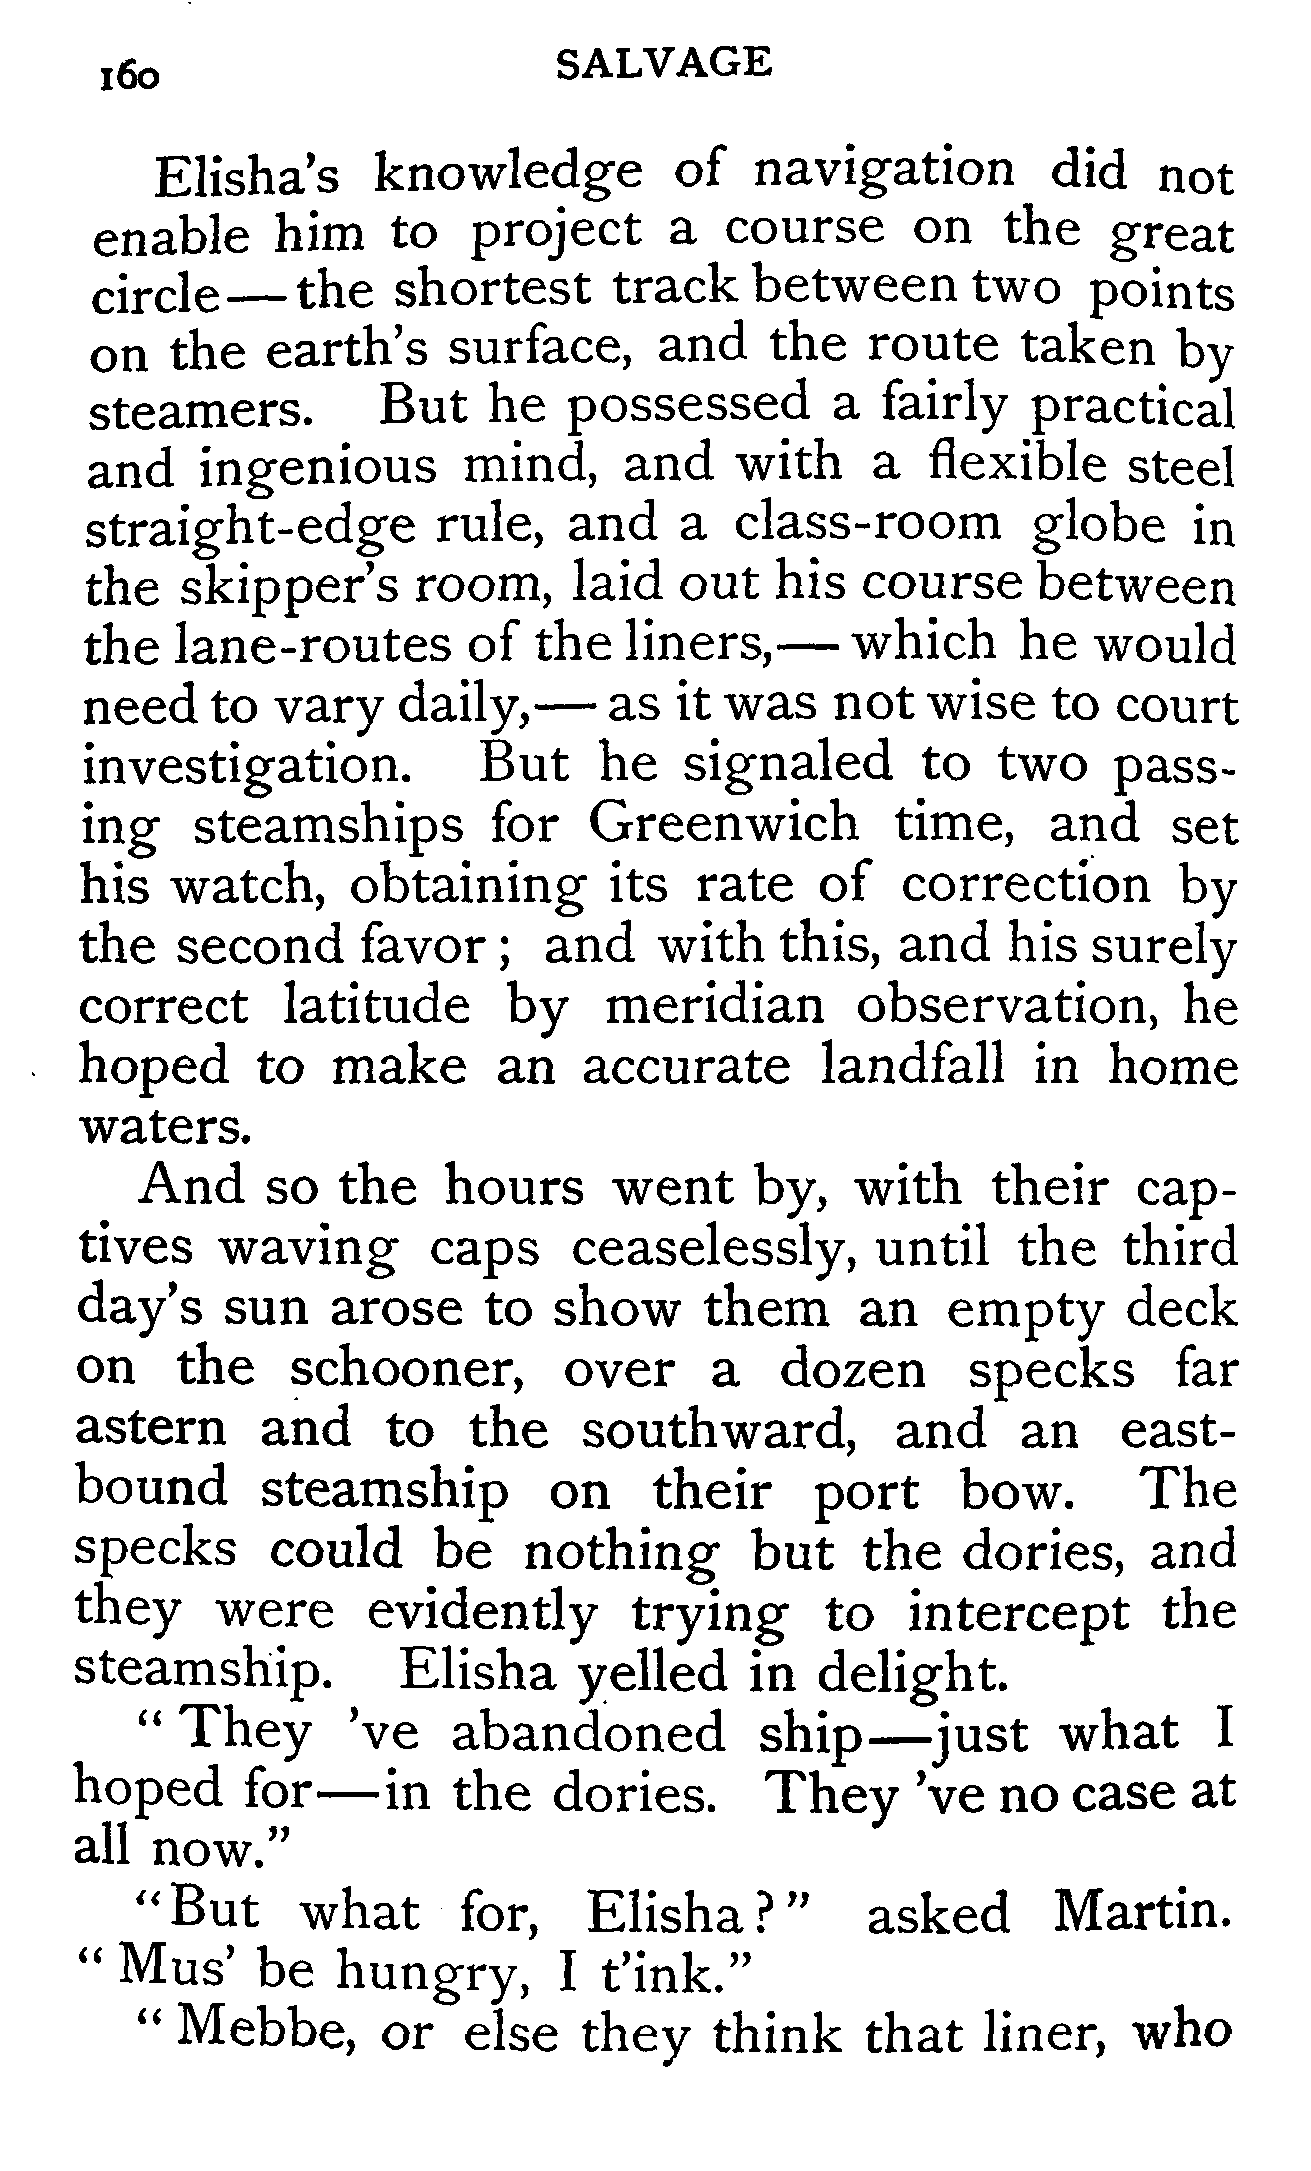 160
SALVAGE
Elisha's knowledge of navigation did not
enable him to project a course on the great
circle—the shortest track between two points
on the earth's surface, and the route taken by
steamers. But he possessed a fairly practical
and ingenious mind, and with a flexible steel
straight-edge rule, and a class-room globe in
the skipper's room, laid out his course between
the lane-routes of the liners,—which he would
need to vary daily,—as it was not wise to court
investigation. But he signaled to two pass-
ing steamships for Greenwich time, and set
his watch, obtaining its rate of correction by
the second favor; and with this, and his surely
correct latitude by meridian observation, he
hoped to make an accurate landfall in home
waters.
And so the hours went by, with their cap-
tives waving caps ceaselessly, until the third
day's sun arose to show them an empty deck
on the schooner, over a dozen specks far
astern and to the southward, and an east-
bound steamship on their port bow. The
specks could be nothing but the dories, and
they were evidently trying to intercept the
steamship. Elisha yelled in delight.
"They 've abandoned ship—just what I
hoped for—in the dories. They 've no case at
all now."
"But what for, Elisha?" asked Martin.
"Mus' be hungry, I t'ink."
"Mebbe, or else they think that liner, who